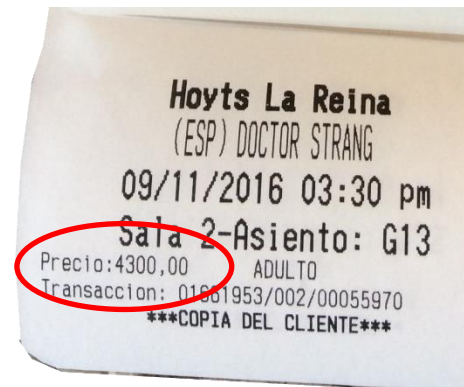 Hoyts La Reina
(ESP) DOCTOR STRANG
09/11/2016 03:30 pm
Sala 2-Asiento: G13
Precio:4300,00 ADULTO
Transaccion: 01661953/002/00055970
***COPIA DEL CLIENTE***